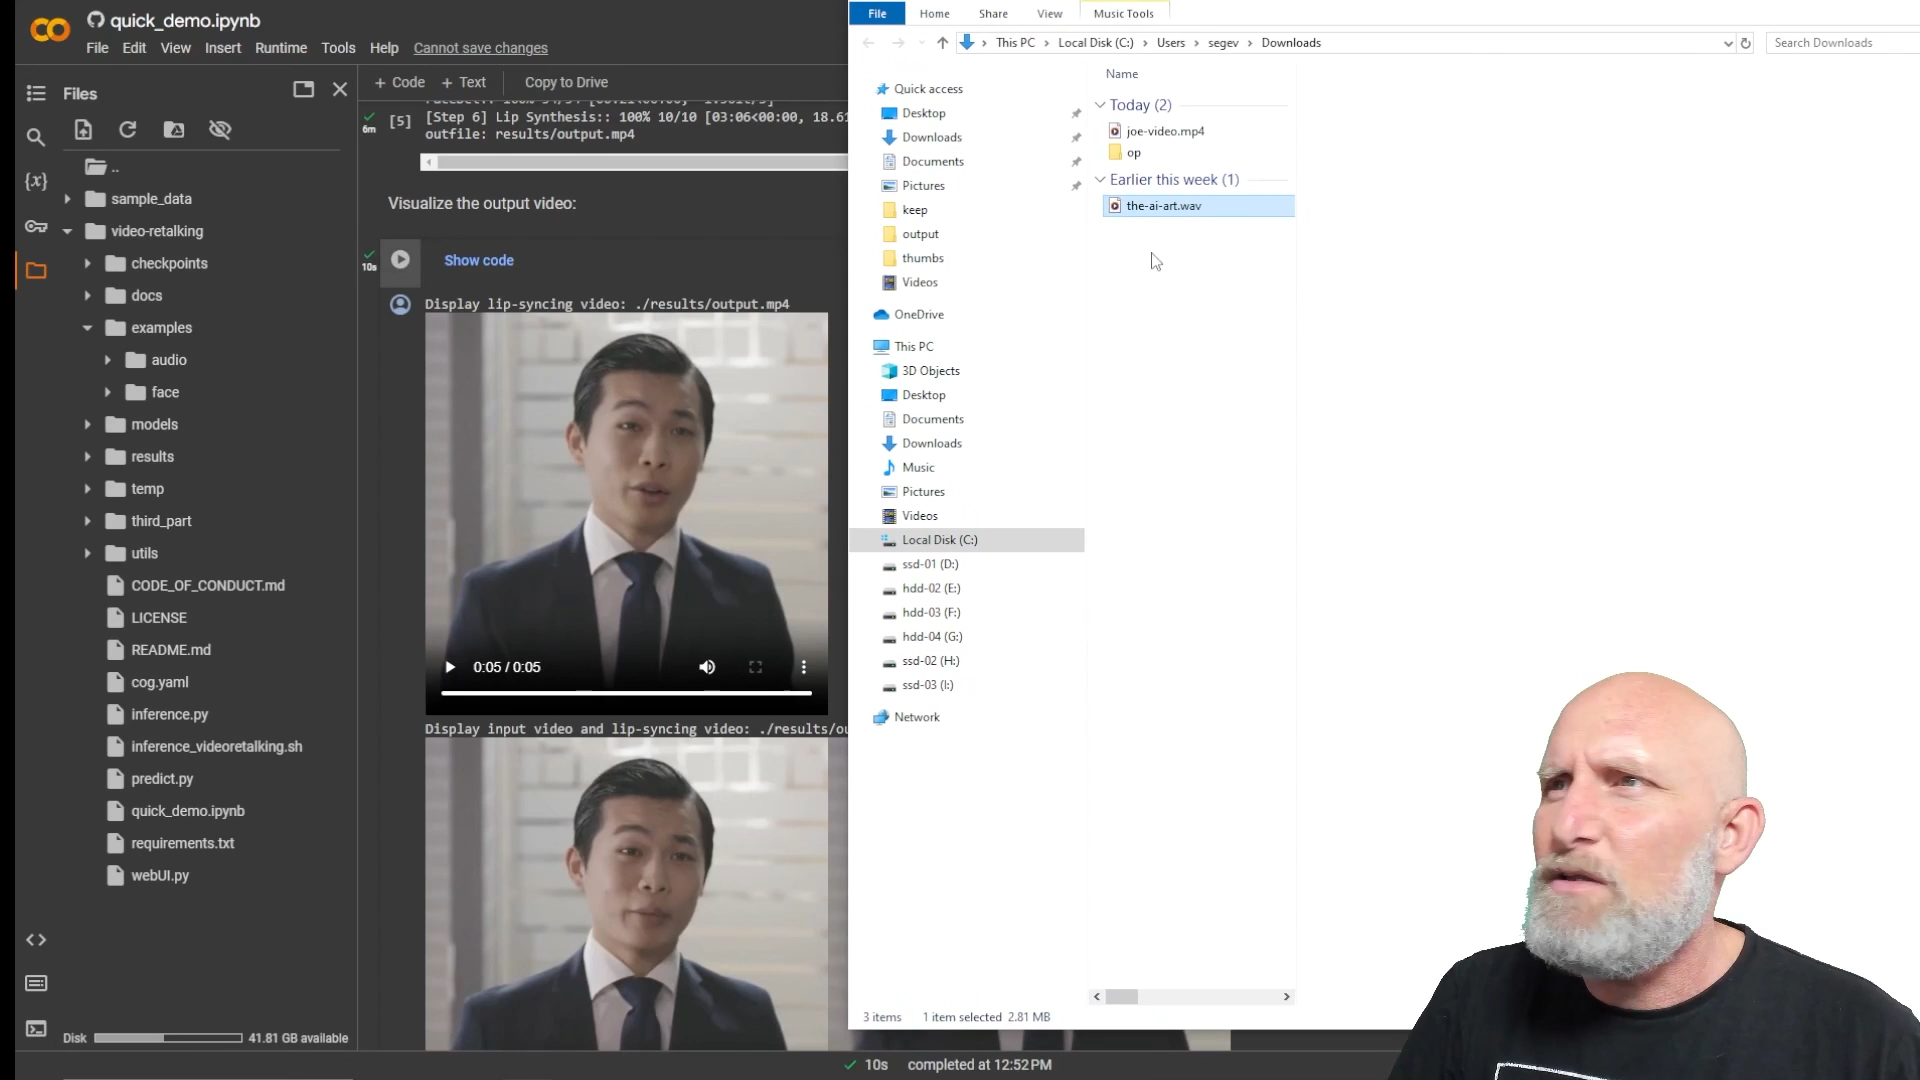 quick_demo.ipynb
File Edit View Insert Runtime Tools Help Cannot save changes
Files
..
sample_data
video-retalking
checkpoints
docs
examples
audio
face
models
results
temp
third_part
utils
CODE_OF_CONDUCT.md
LICENSE
README.md
cog.yaml
inference.py
inference_videoretalking.sh
predict.py
quick_demo.ipynb
requirements.txt
webUI.py
Disk 41.81 GB available
+ Code + Text Copy to Drive
6m
[5]
[Step 6] Lip Synthesis:: 100% 10/10 [03:06<00:00, 18.61
outfile: results/output.mp4
Visualize the output video:
10s
Show code
Display lip-syncing video: ./results/output.mp4
0:05 / 0:05
Display input video and lip-syncing video: ./results/ou
10s completed at 12:52 PM
File Home Share View Music Tools
This PC > Local Disk (C:) > Users > segev > Downloads
Search Downloads
Quick access
Desktop
Downloads
Documents
Pictures
keep
output
thumbs
Videos
OneDrive
This PC
3D Objects
Desktop
Documents
Downloads
Music
Pictures
Videos
Local Disk (C:)
ssd-01 (D:)
hdd-02 (E:)
hdd-03 (F:)
hdd-04 (G:)
ssd-02 (H:)
ssd-03 (I:)
Network
Name
Today (2)
joe-video.mp4
op
Earlier this week (1)
the-ai-art.wav
3 items 1 item selected 2.81 MB